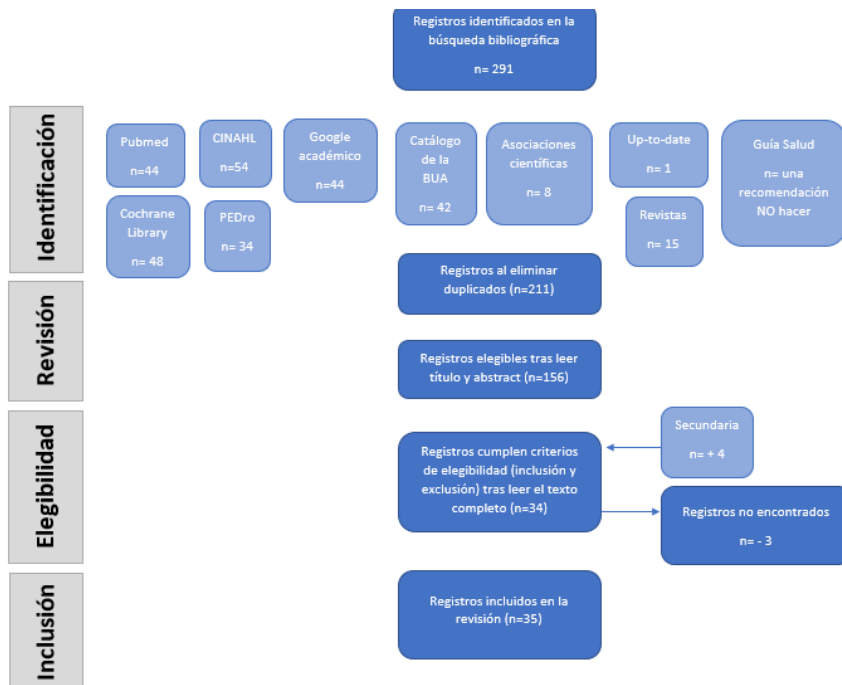 Registros identificados en la
búsqueda bibliográfica
n= 291
Identificación
Pubmed
n=44
CINAHL
n=54
Google
académico
n=44
Catálogo
de la
BUA
n= 42
Asociaciones
científicas
n= 8
Up-to-date
n= 1
Guía Salud
n= una
recomendación
NO hacer
Cochrane
Library
n= 48
PEDro
n= 34
Revistas
n= 15
Revisión
Registros al eliminar
duplicados (n=211)
Registros elegibles tras leer
título y abstract (n=156)
Elegibilidad
Registros cumplen criterios
de elegibilidad (inclusión y
exclusión) tras leer el texto
completo (n=34)
Secundaria
n= + 4
Registros no encontrados
n= - 3
Inclusión
Registros incluidos en la
revisión (n=35)